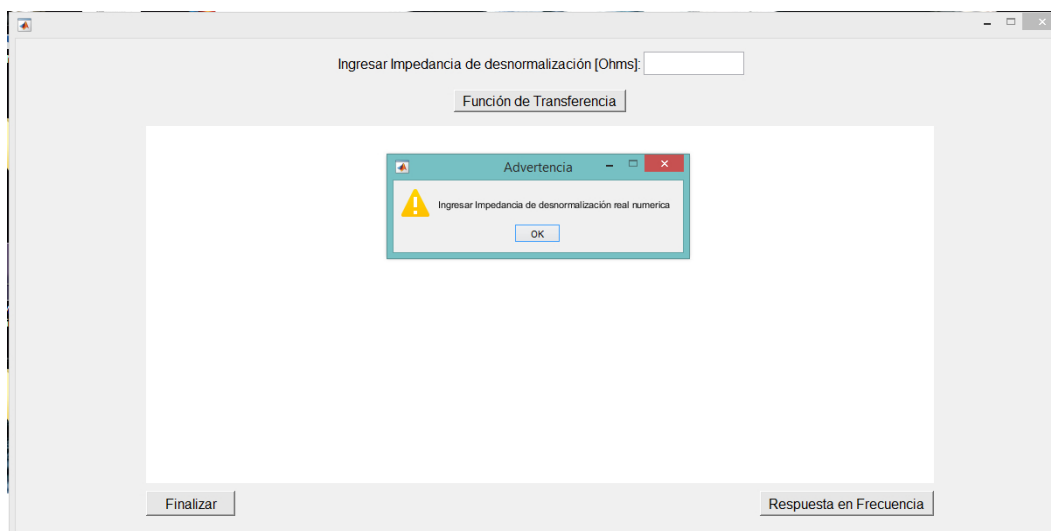 Ingresar Impedancia de desnormalización [Ohms]:
Función de Transferencia
Advertencia
Ingresar Impedancia de desnormalización real numerica
OK
Finalizar
Respuesta en Frecuencia